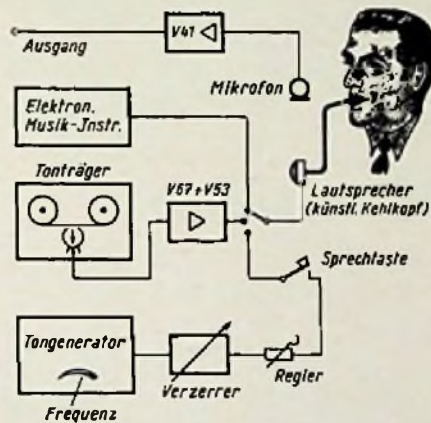 Ausgang
V41
Mikrofon
Elektron.
Musik-Jnstr.
Tonträger
V67+V53
Lautsprecher
(künstl. Kehlkopf)
Sprechtaste
Tongenerator
Frequenz
Verzerrer
Regler